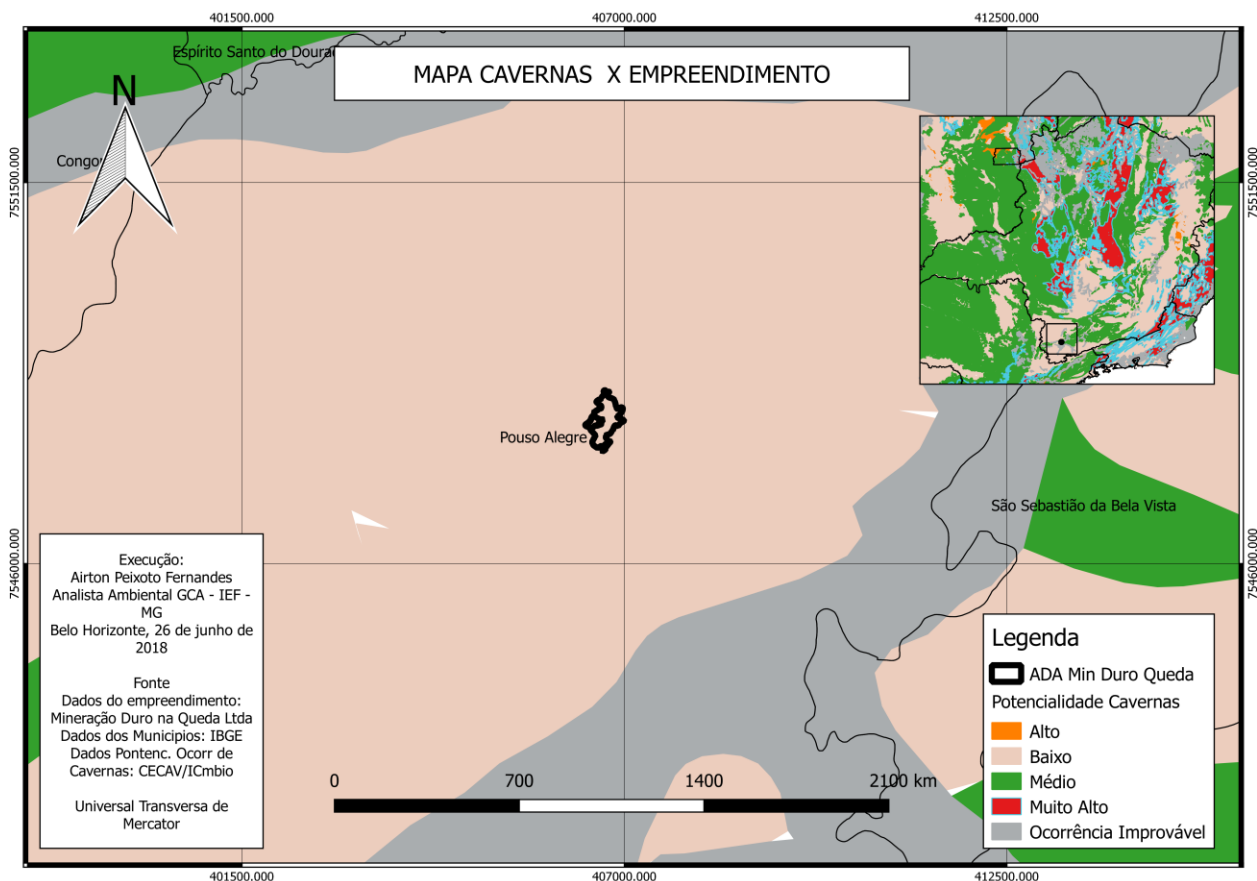 401500.000
407000.000
412500.000
Espírito Santo do Doura
MAPA CAVERNAS X EMPREENDIMENTO
N
Congo
7551500.000
7551500.000
Pouso Alegre
São Sebastião da Bela Vista
7546000.000
7546000.000
Execução:
Airton Peixoto Fernandes
Analista Ambiental GCA - IEF -
MG
Belo Horizonte, 26 de junho de
2018
Fonte
Dados do empreendimento:
Mineração Duro na Queda Ltda
Dados dos Municipios: IBGE
Dados Pontenc. Ocorr de
Cavernas: CECAV/ICmbio
Universal Transversa de
Mercator
0
700
1400
2100 km
Legenda
ADA Min Duro Queda
Potencialidade Cavernas
Alto
Baixo
Médio
Muito Alto
Ocorrência Improvável
401500.000
407000.000
412500.000